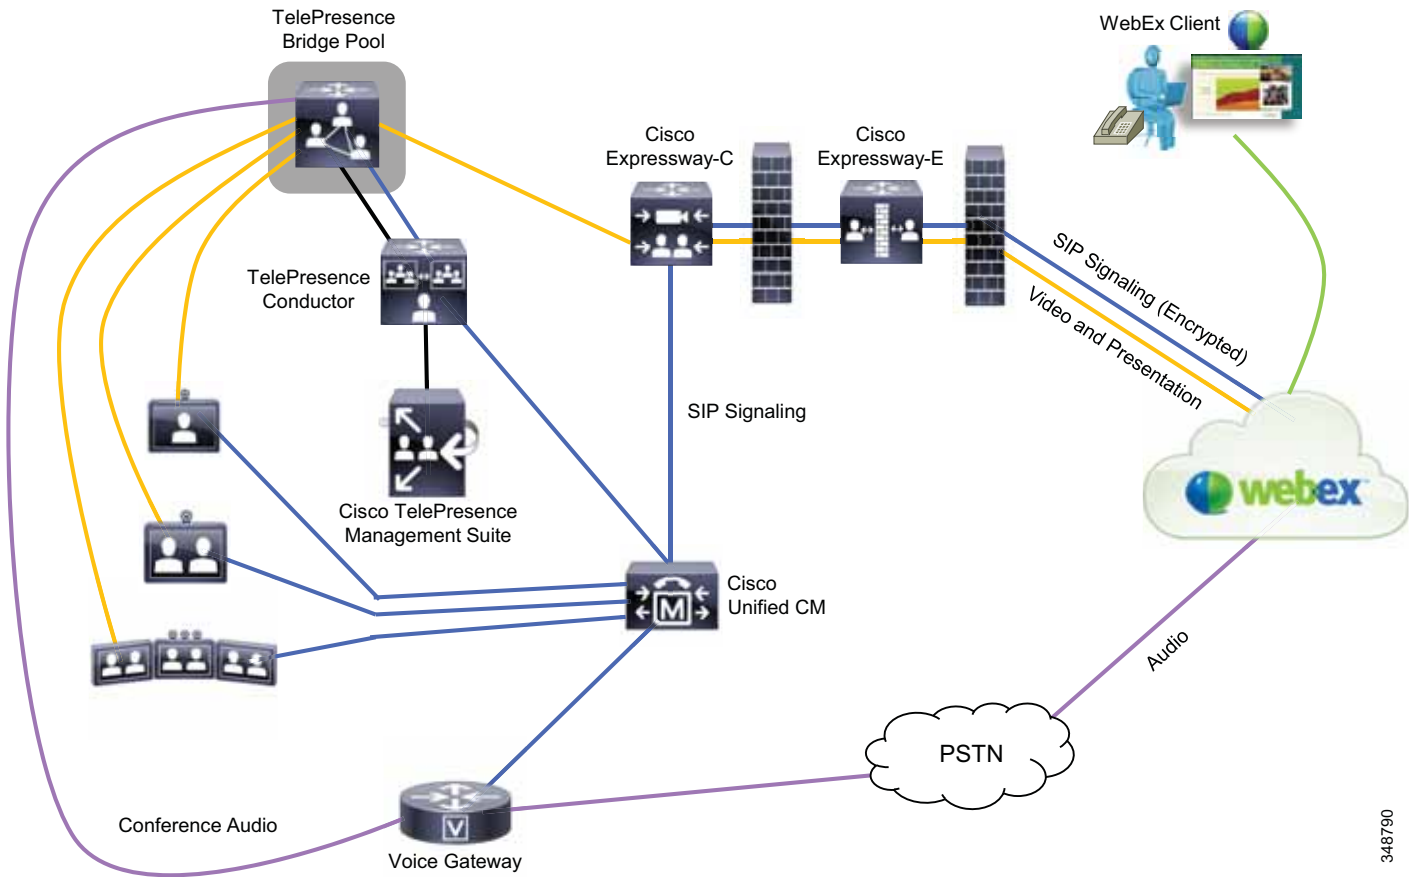 TelePresence
Bridge Pool
WebEx Client
Cisco
Expressway-C
Cisco
Expressway-E
TelePresence
Conductor
SIP Signaling (Encrypted)
Video and Presentation
SIP Signaling
webex
Cisco TelePresence
Management Suite
Cisco
Unified CM
M
Audio
PSTN
Conference Audio
V
Voice Gateway
348790